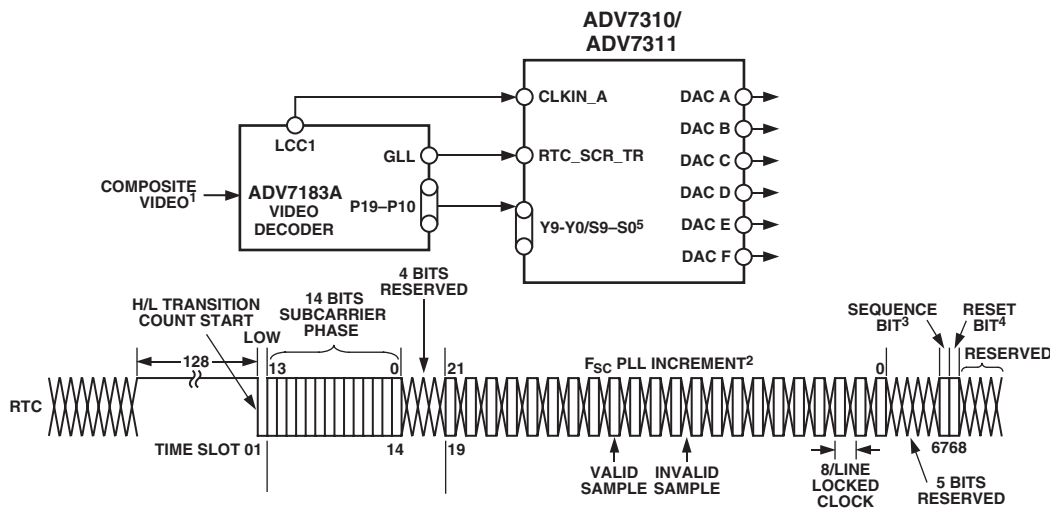 ADV7310/
ADV7311
CLKIN_A
DAC A
DAC B
DAC C
DAC D
DAC E
DAC F
RTC_SCR_TR
Y9-Y0/S9–S0⁵
LCC1
GLL
P19–P10
ADV7183A
VIDEO
DECODER
COMPOSITE
VIDEO¹
H/L TRANSITION
COUNT START
LOW
128
14 BITS
SUBCARRIER
PHASE
13
0
4 BITS
RESERVED
21
FSC PLL INCREMENT²
0
SEQUENCE
BIT³
RESET
BIT⁴
RESERVED
RTC
TIME SLOT 01
14
19
VALID
SAMPLE
INVALID
SAMPLE
8/LINE
LOCKED
CLOCK
5 BITS
RESERVED
6768